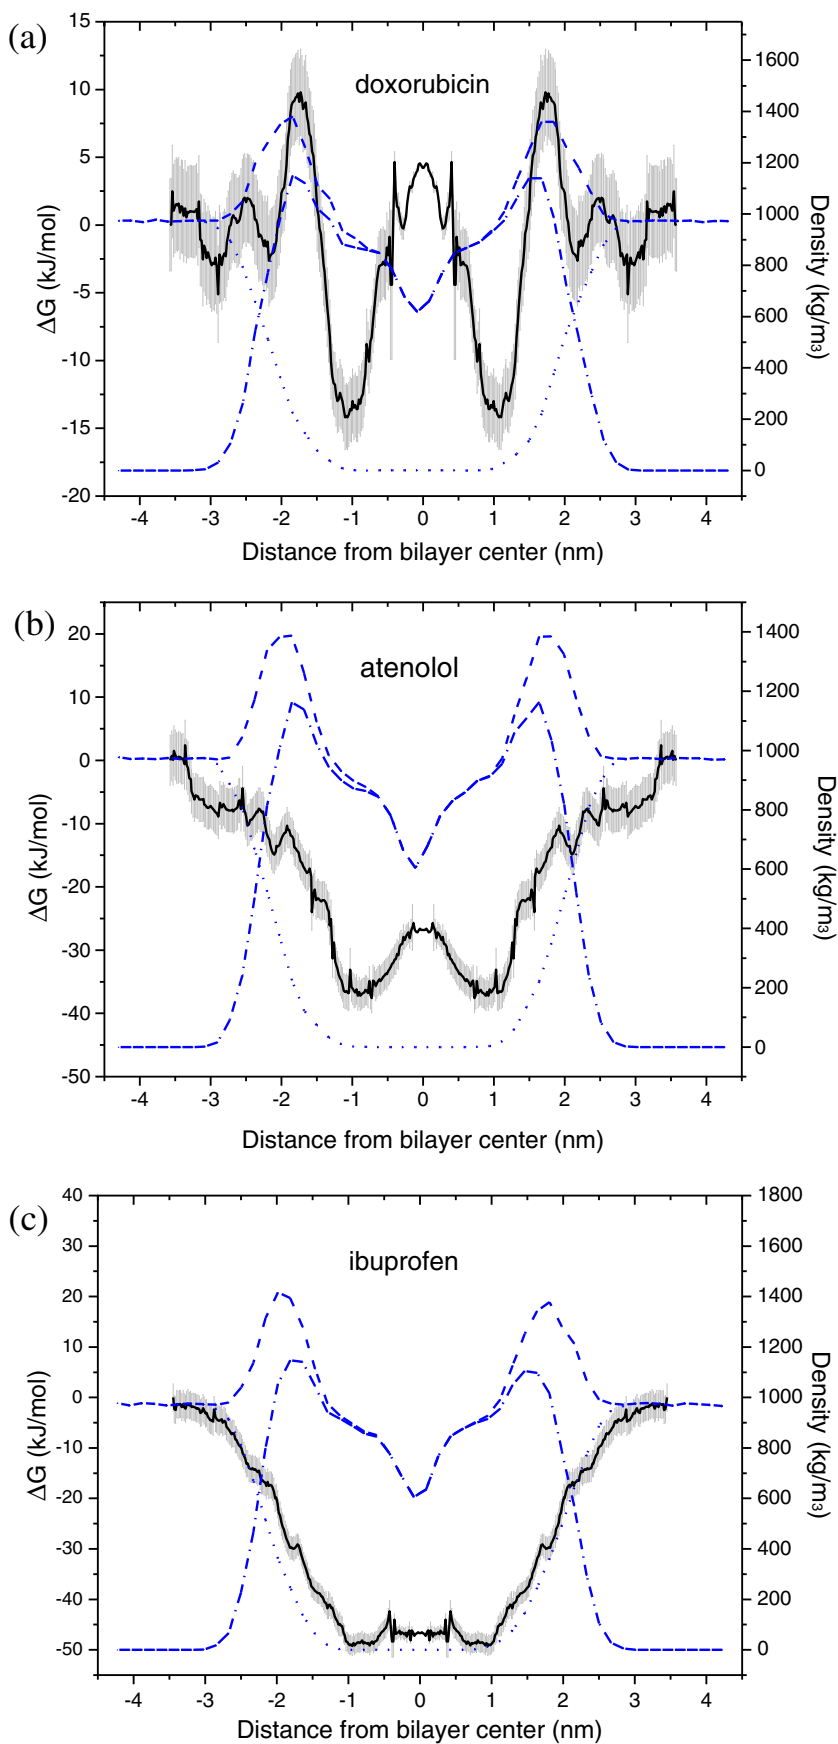 (a)
doxorubicin
15
10
5
0
-5
-10
-15
-20
ΔG (kJ/mol)
1600
1400
1200
1000
800
600
400
200
0
Density (kg/m3)
-4 -3 -2 -1 0 1 2 3 4
Distance from bilayer center (nm)
(b)
atenolol
20
10
0
-10
-20
-30
-40
-50
ΔG (kJ/mol)
1400
1200
1000
800
600
400
200
0
Density (kg/m3)
-4 -3 -2 -1 0 1 2 3 4
Distance from bilayer center (nm)
(c)
ibuprofen
40
30
20
10
0
-10
-20
-30
-40
-50
ΔG (kJ/mol)
1800
1600
1400
1200
1000
800
600
400
200
0
Density (kg/m3)
-4 -3 -2 -1 0 1 2 3 4
Distance from bilayer center (nm)